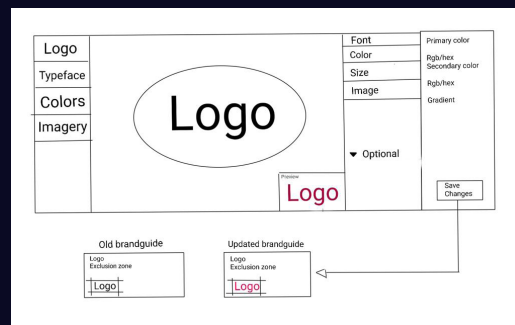 Logo
Typeface
Colors
Imagery
Logo
Preview
Logo
Font
Color
Size
Image
Optional
Primary color
Rgb/hex
Secondary color
Rgb/hex
Gradient
Save
Changes
Old brandguide
Logo
Exclusion zone
Logo
Updated brandguide
Logo
Exclusion zone
Logo